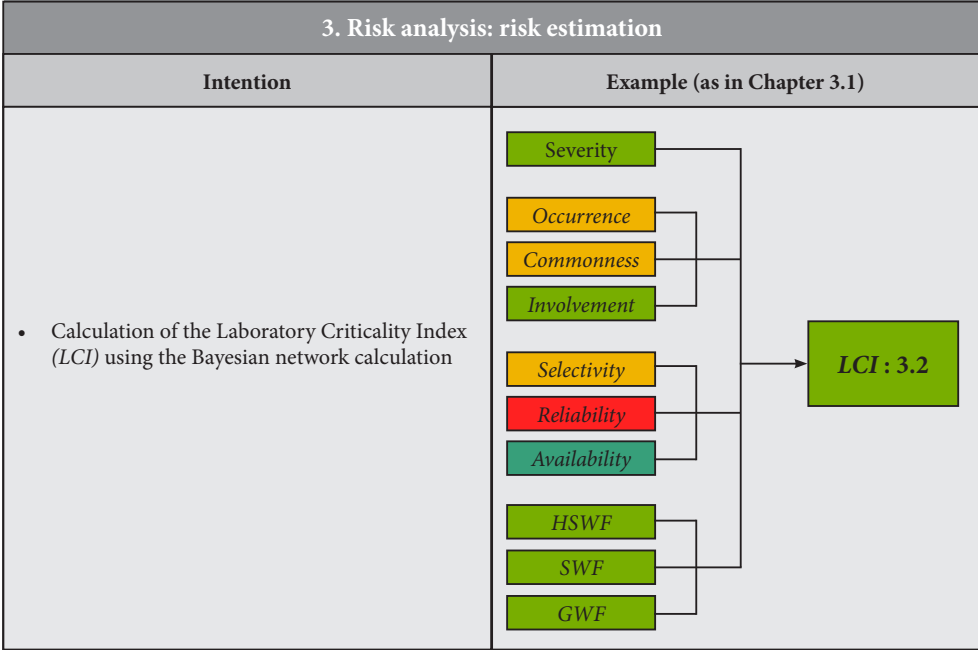 3. Risk analysis: risk estimation
Intention
Example (as in Chapter 3.1)
• Calculation of the Laboratory Criticality Index
(LCI) using the Bayesian network calculation
Severity
Occurrence
Commonness
Involvement
Selectivity
Reliability
Availability
HSWF
SWF
GWF
LCI : 3.2